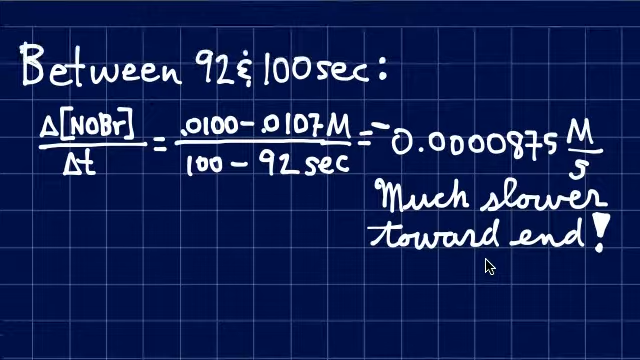 Between 92 & 100 sec:
Δ[NOBr]/Δt = .0100 - .0107 M/100 - 92 sec = -0.0000875 M/s
Much slower
toward end!